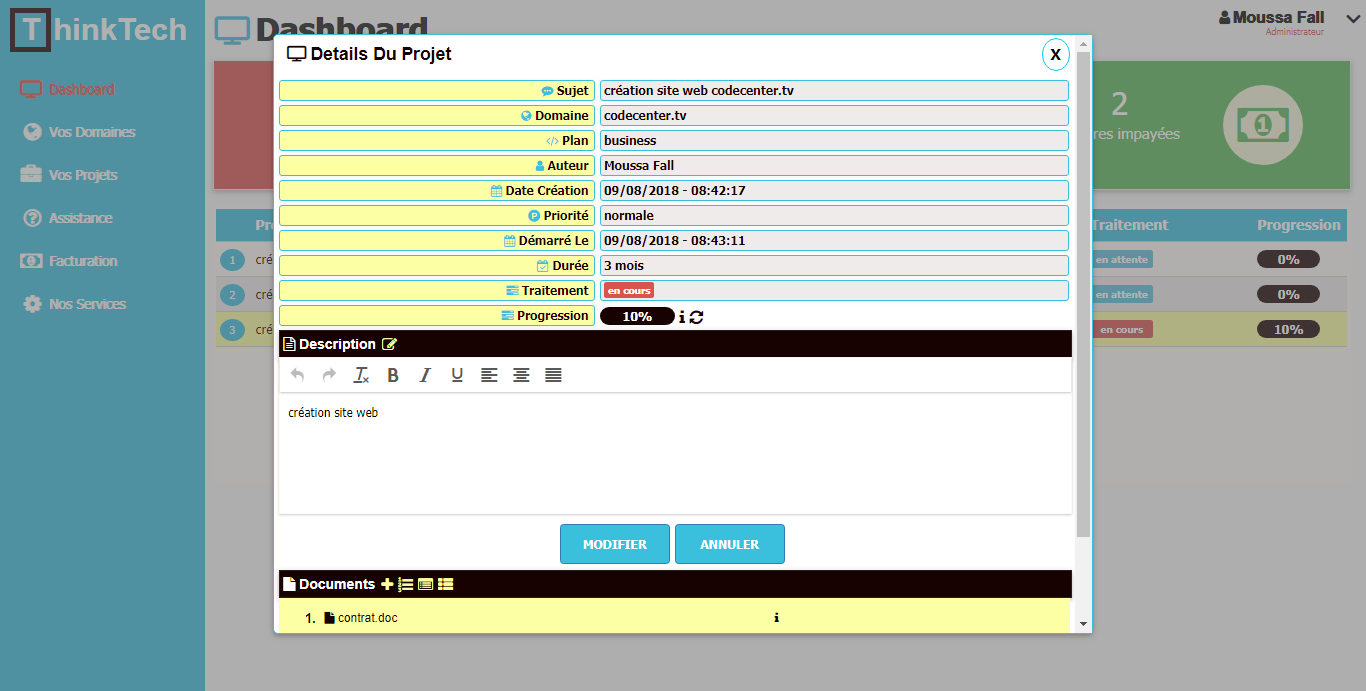 ThinkTech
Dashboard
Moussa Fall
Administrateur
Dashboard
Vos Domaines
Vos Projets
Assistance
Facturation
Nos Services
2
res impayées
1
Pr
Traitement
Progression
1 cré
en attente
0%
2 cré
en attente
0%
3 cré
en cours
10%
Details Du Projet
X
Sujet création site web codecenter.tv
Domaine codecenter.tv
Plan business
Auteur Moussa Fall
Date Création 09/08/2018 - 08:42:17
Priorité normale
Démarré Le 09/08/2018 - 08:43:11
Durée 3 mois
Traitement en cours
Progression 10%
Description
B I U
création site web
MODIFIER ANNULER
Documents
1. contrat.doc